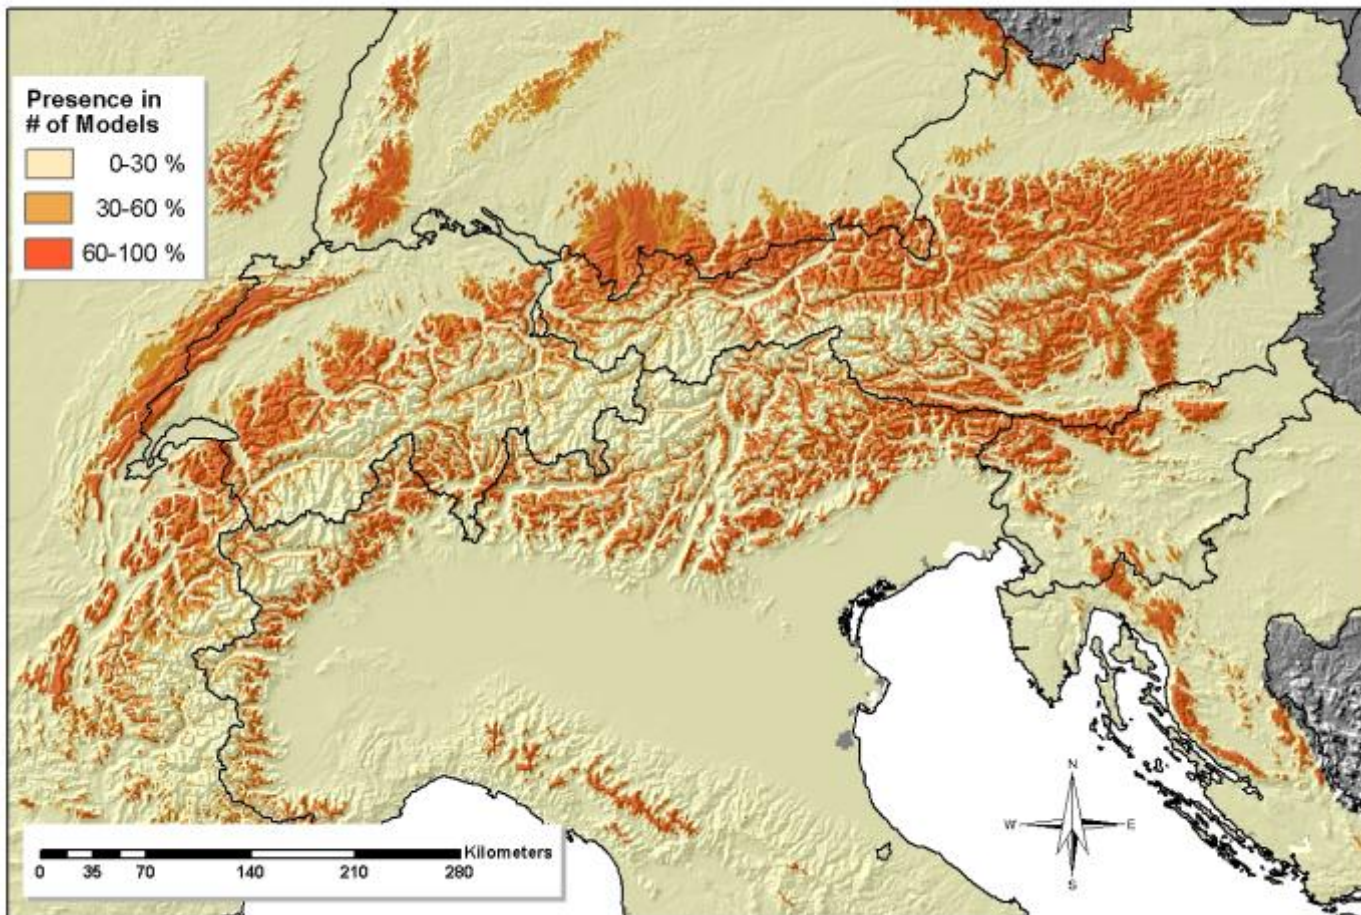 Presence in
# of Models
0-30 %
30-60 %
60-100 %
N
W E
S
Kilometers
0 35 70 140 210 280